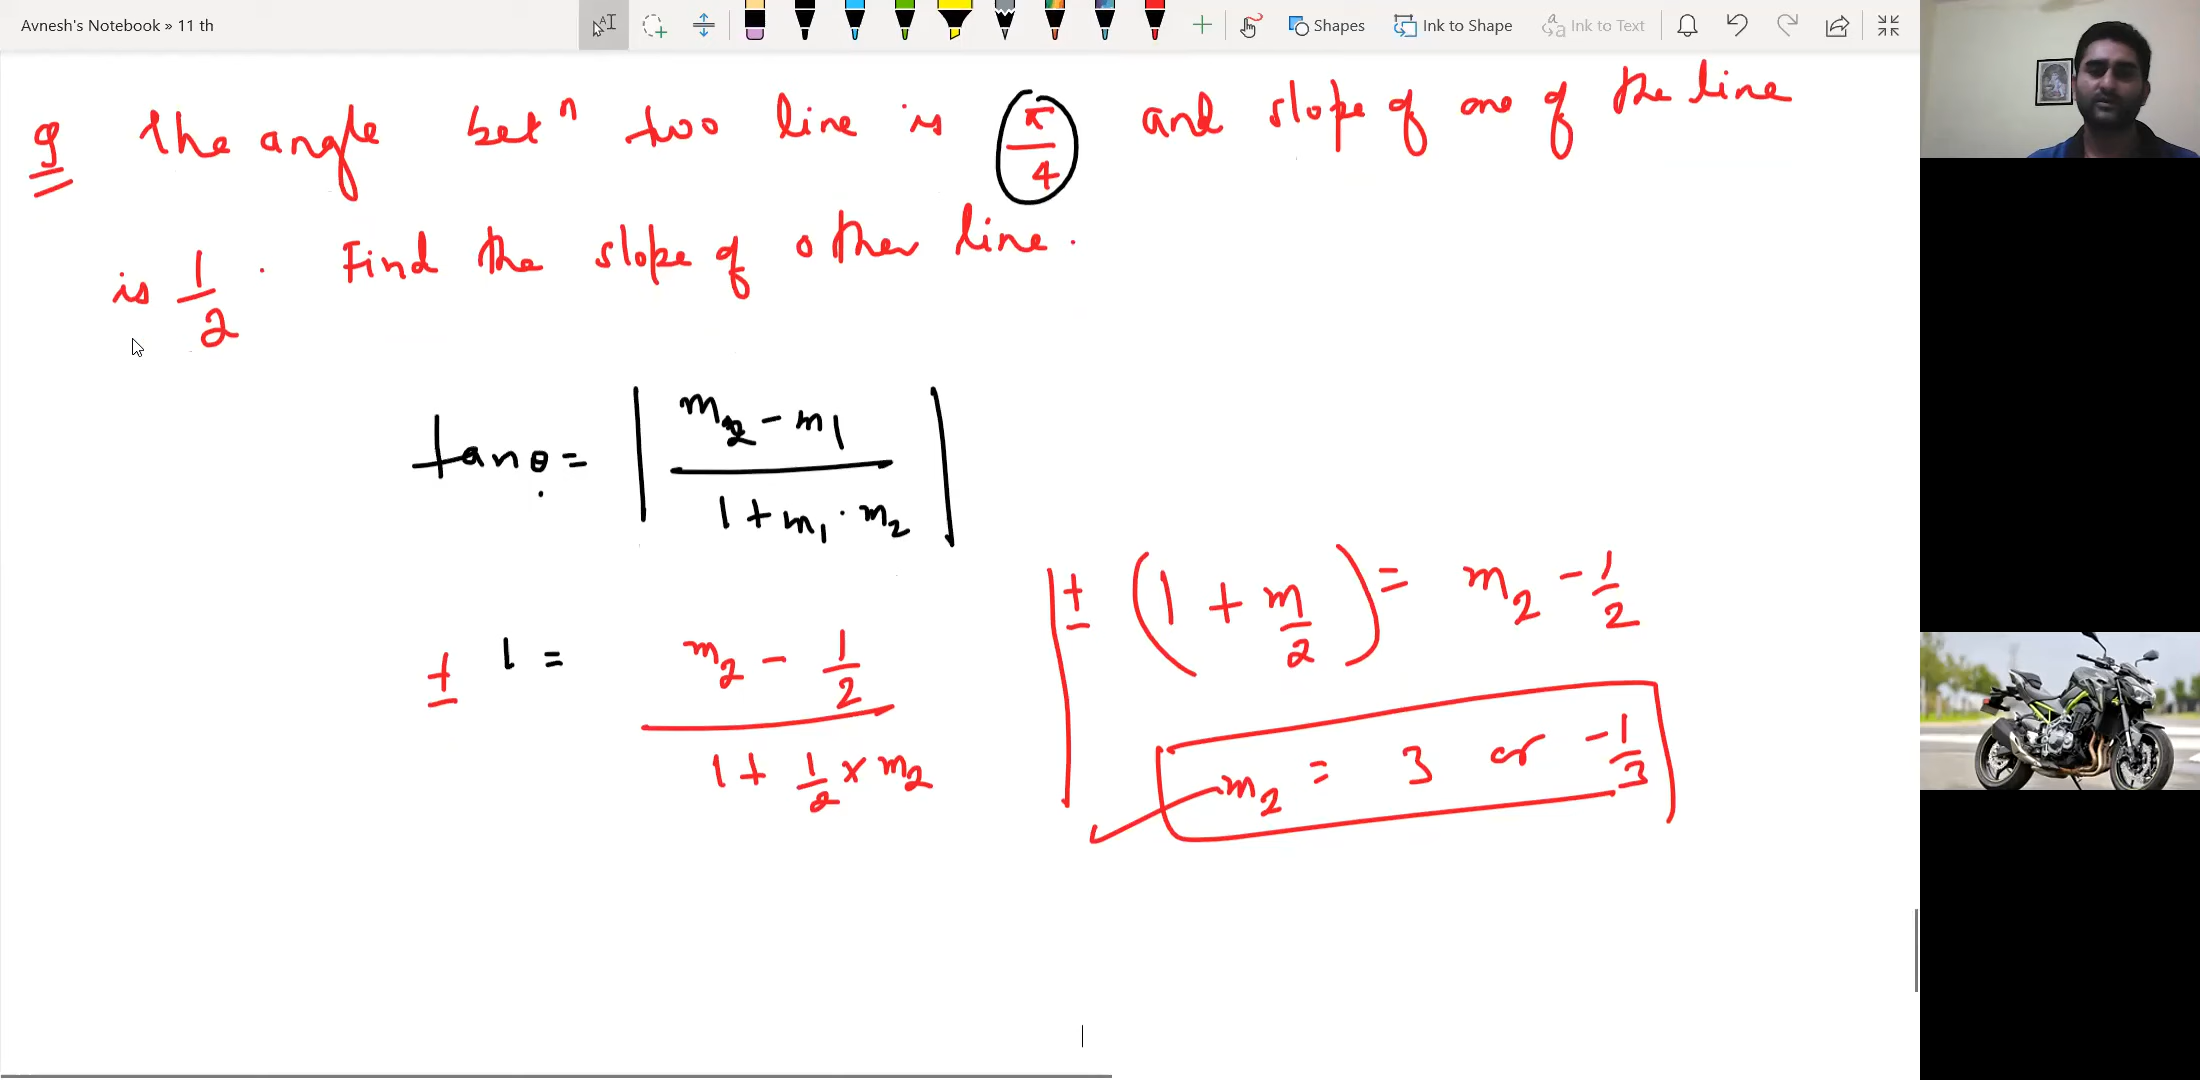 Avnesh's Notebook » 11 th
Shapes
Ink to Shape
Ink to Text
Q The angle betⁿ two line is π/4 and slope of one of the line
is 1/2 . Find the slope of other line.
tanθ = | (m₂ - m1) / (1 + m₁ · m₂) |
± 1 = (m₂ - 1/2) / (1 + 1/2 × m₂)
± (1 + m/2) = m₂ - 1/2
m₂ = 3 or -1/3